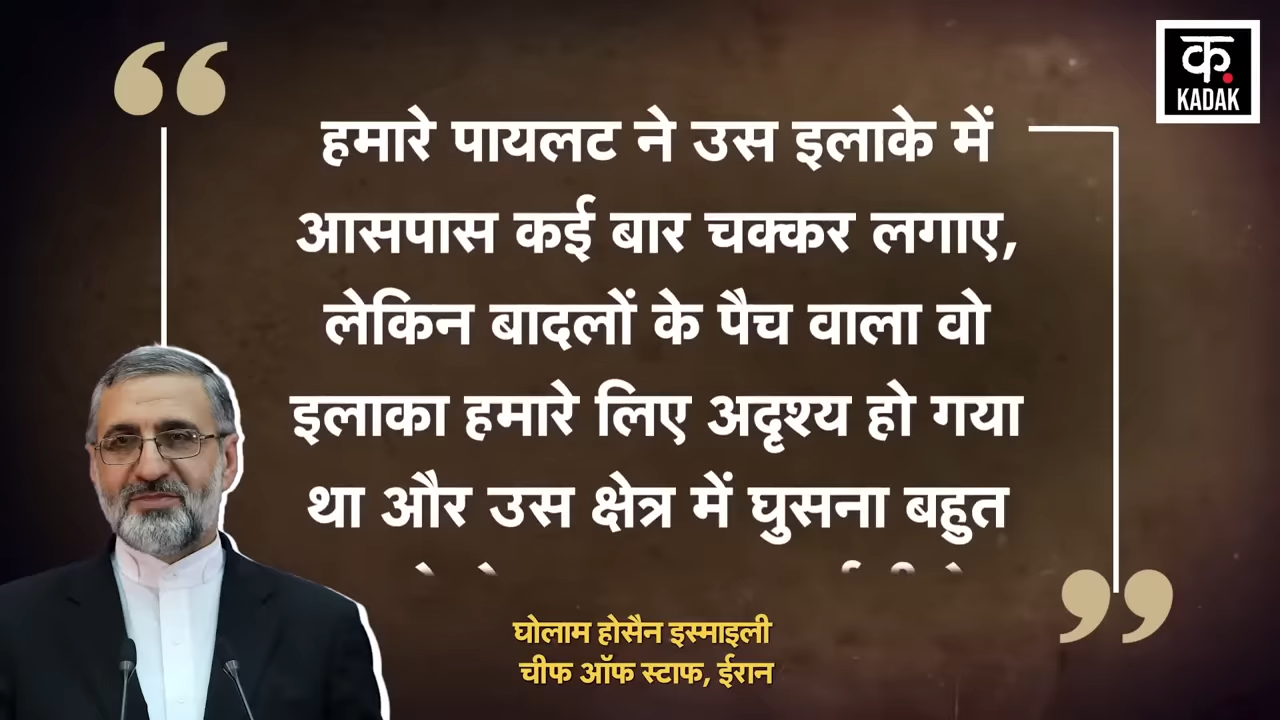 क
KADAK
हमारे पायलट ने उस इलाके में
आसपास कई बार चक्कर लगाए,
लेकिन बादलों के पैच वाला वो
इलाका हमारे लिए अदृश्य हो गया
था और उस क्षेत्र में घुसना बहुत
घोलाम होसैन इस्माइली
चीफ ऑफ स्टाफ, ईरान